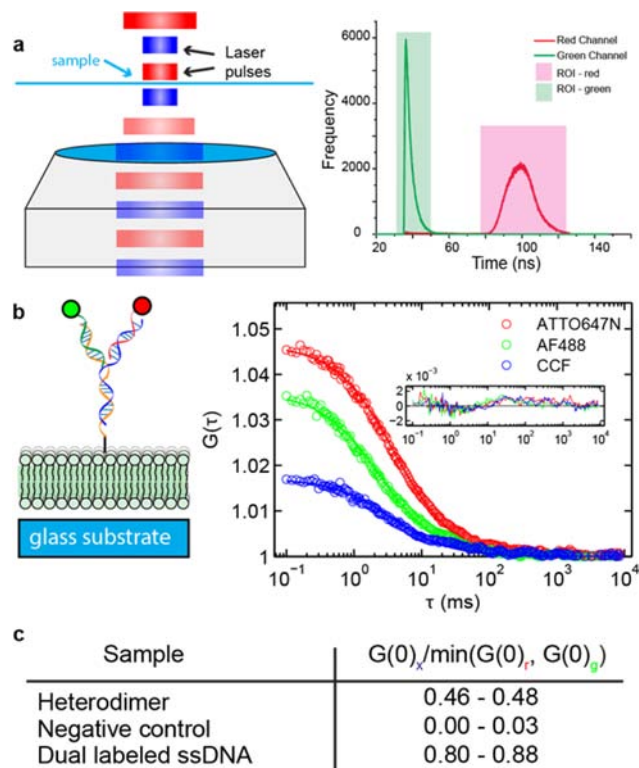 a
sample
Laser
pulses
Frequency
6000
4000
2000
0
20
60
100
140
Time (ns)
Red Channel
Green Channel
ROI - red
ROI - green
b
glass substrate
G(τ)
1.05
1.04
1.03
1.02
1.01
1
10⁻¹ 10⁰ 10¹ 10² 10³ 10⁴
τ (ms)
ATTO647N
AF488
CCF
x 10⁻³
2
0
−2
10⁻¹ 10⁰ 10¹ 10² 10³ 10⁴
c
Sample G(0)ₓ/min(G(0)ᵣ, G(0)g)
Heterodimer 0.46 - 0.48
Negative control 0.00 - 0.03
Dual labeled ssDNA 0.80 - 0.88